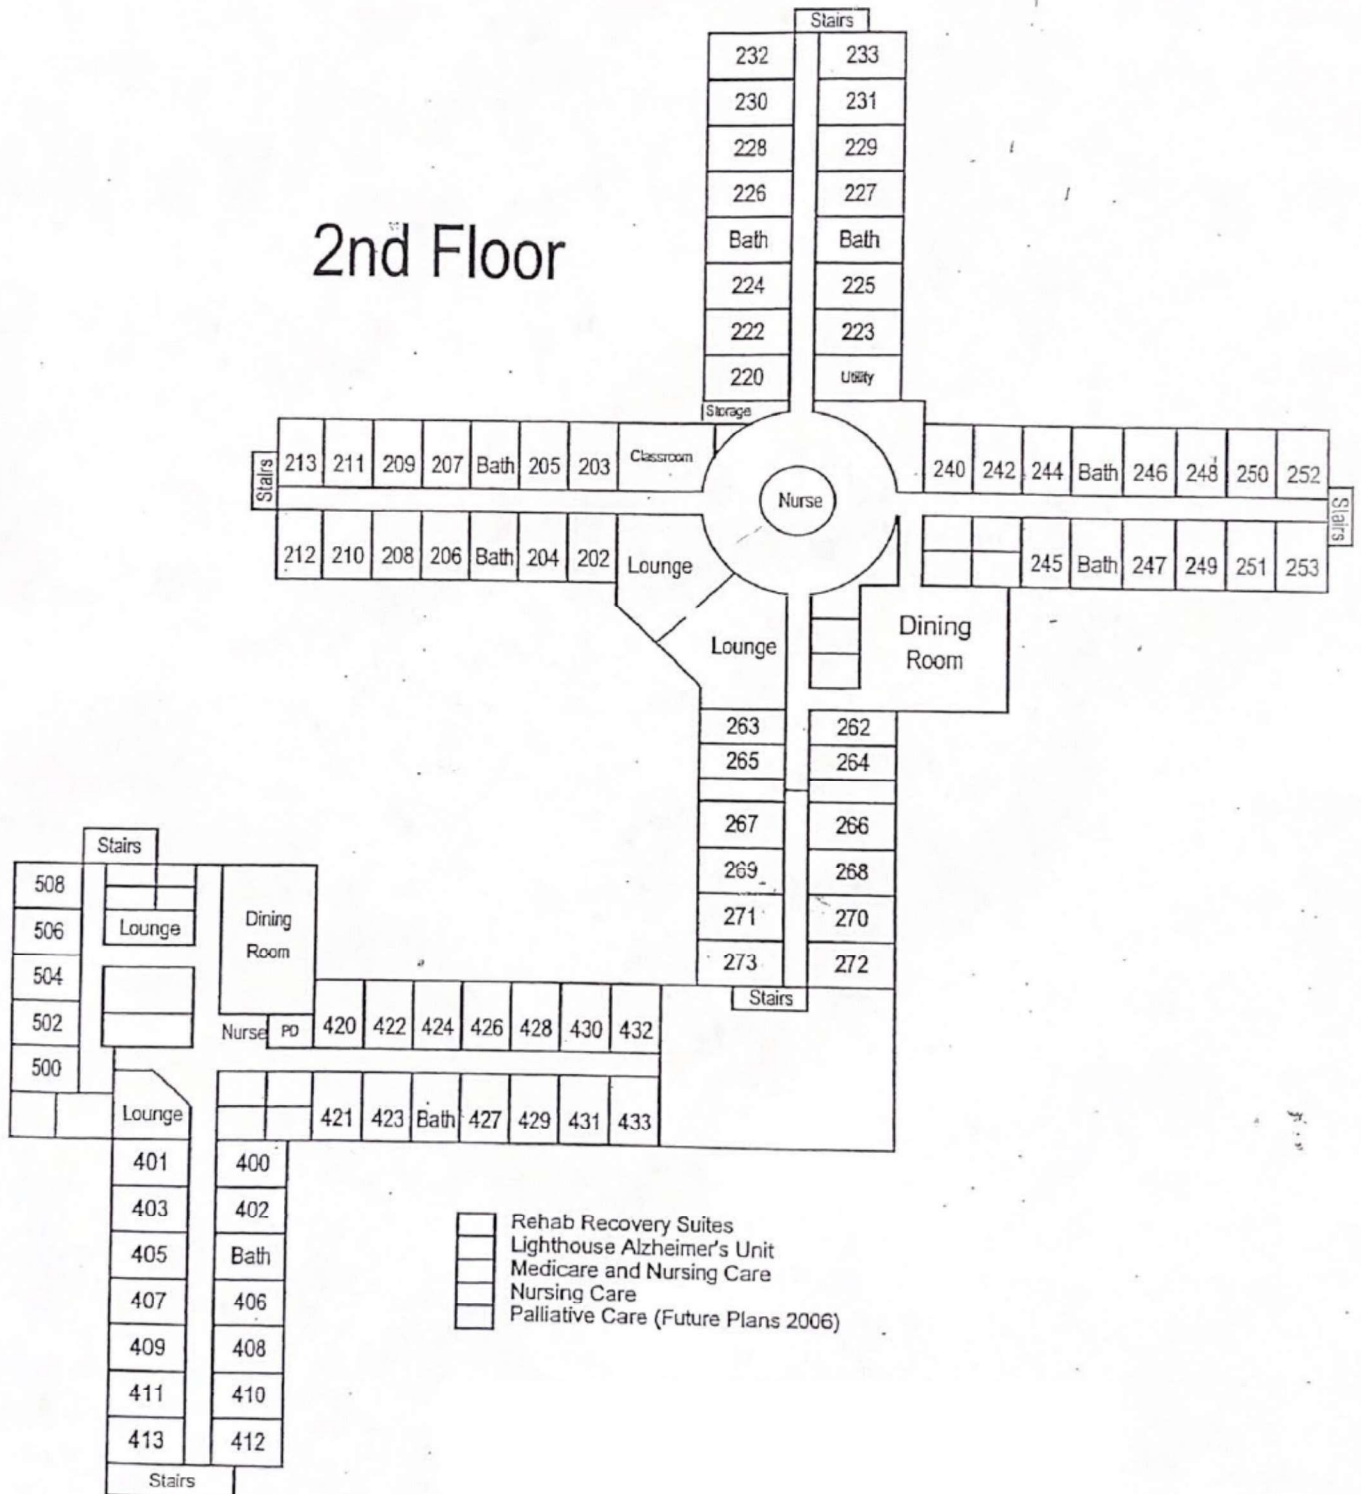 Stairs
232 233
230 231
228 229
226 227
2nd Floor
Bath Bath
224 225
222 223
220 Utility
Storage
Stairs 213 211 209 207 Bath 205 203 Classroom
Nurse
240 242 244 Bath 246 248 250 252
Stairs
212 210 208 206 Bath 204 202 Lounge
245 Bath 247 249 251 253
Lounge
Dining
Room
263 262
265 264
267 266
269 268
271 270
273 272
Stairs
Stairs
508
506 Lounge
504
502
500
Dining
Room
Nurse PD 420 422 424 426 428 430 432
Lounge
421 423 Bath 427 429 431 433
401 400
403 402
405 Bath
407 406
409 408
411 410
413 412
Stairs
Rehab Recovery Suites
Lighthouse Alzheimer's Unit
Medicare and Nursing Care
Nursing Care
Palliative Care (Future Plans 2006)